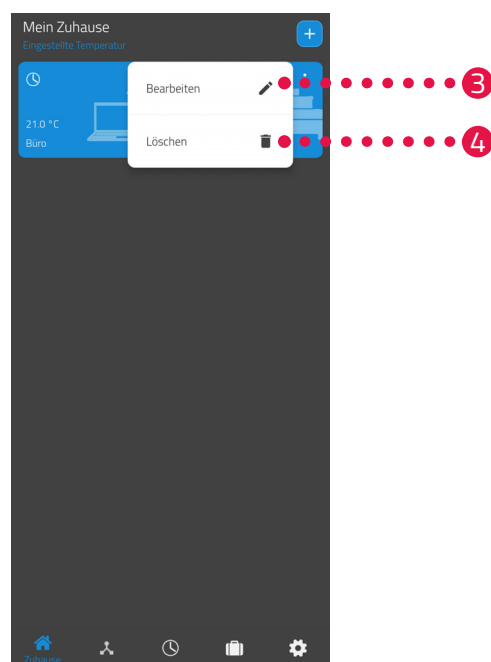 Mein Zuhause
Eingestellte Temperatur
+
Bearbeiten
3
21.0 °C
Büro
Löschen
4
Zuhause